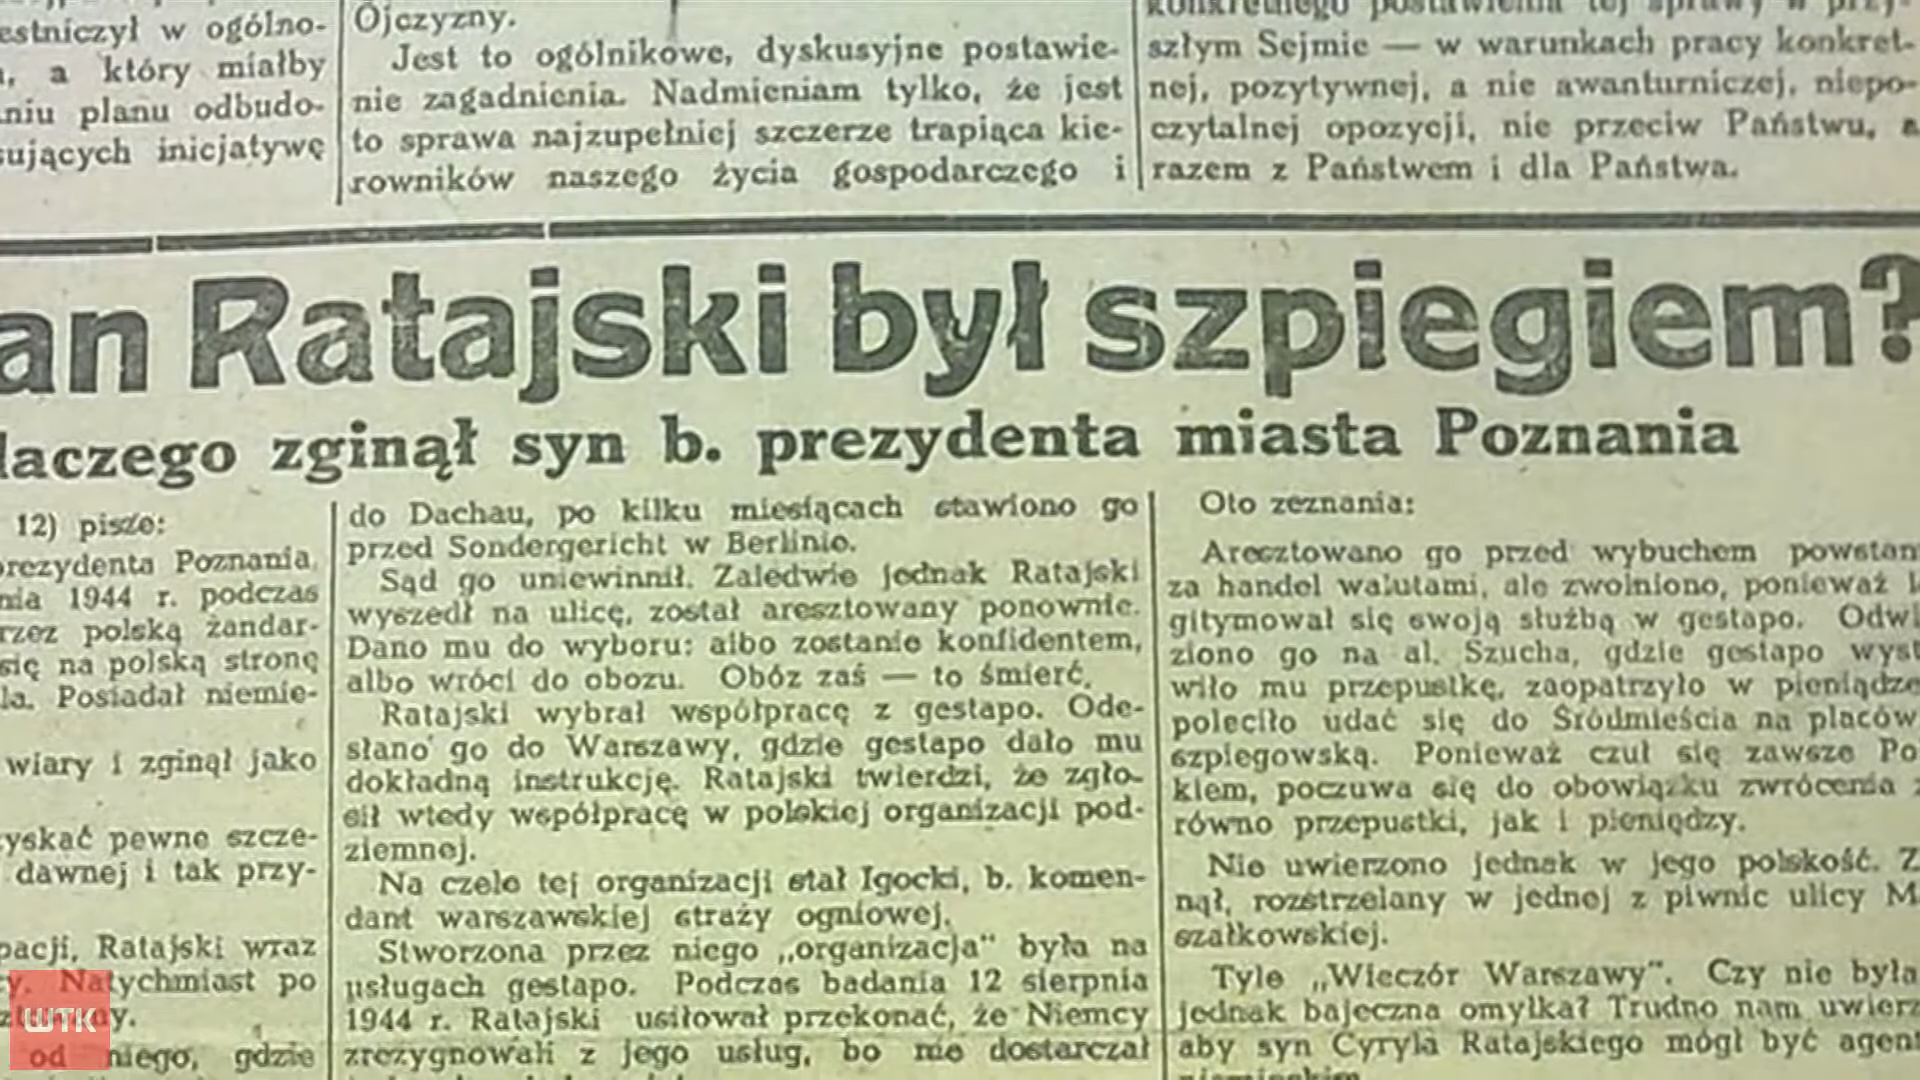 estniczył w ogólno-
a który miałby
niu planu odbudo-
sujących inicjatywę
Ojczyzny.
Jest to ogólnikowe, dyskusyjne postawie-
nie zagadnienia. Nadmieniam tylko, że jest
to sprawa najzupełniej szczerze trapiąca kie-
rowników naszego życia gospodarczego i
konkretnego postawienia tej sprawy w przy-
szłym Sejmie — w warunkach pracy konkret-
nej, pozytywnej, a nie awanturniczej, niepo-
czytalnej opozycji, nie przeciw Państwu, a
razem z Państwem i dla Państwa.
an Ratajski był szpiegiem?
laczego zginął syn b. prezydenta miasta Poznania
12) pisze:
prezydenta Poznania,
nia 1944 r. podczas
rzez polską żandar-
się na polską stronę
la. Posiadał niemie-
wiary i zginął jako
yskać pewne szcze-
dawnej i tak przy-
pacji, Ratajski wraz
y. Natychmiast po
y.
od niego, gdzie
do Dachau, po kilku miesiącach stawiono go
przed Sondergericht w Berlinie.
Sąd go uniewinnił. Zaledwie jednak Ratajski
wyszedł na ulicę, został aresztowany ponownie.
Dano mu do wyboru: albo zostanie konfidentem,
albo wróci do obozu. Obóz zaś — to śmierć.
Ratajski wybrał współpracę z gestapo. Ode-
słano go do Warszawy, gdzie gestapo dało mu
dokładną instrukcję. Ratajski twierdzi, że zgło-
sił wtedy współpracę w polskiej organizacji pod-
ziemnej.
Na czele tej organizacji stał Igocki, b. komen-
dant warszawskiej straży ogniowej.
Stworzona przez niego „organizacja" była na
usługach gestapo. Podczas badania 12 sierpnia
1944 r. Ratajski usiłował przekonać, że Niemcy
zrezygnowali z jego usług, bo nie dostarczał
Oto zeznania:
Aresztowano go przed wybuchem powstan
za handel walutami, ale zwolniono, ponieważ l
gitymował się swoją służbą w gestapo. Odwi
ziono go na al. Szucha, gdzie gestapo wyst
wiło mu przepustkę, zaopatrzyło w pieniądze
poleciło udać się do Śródmieścia na placów
szpiegowską. Ponieważ czuł się zawsze Po
kiem, poczuwa się do obowiązku zwrócenia z
równo przepustki, jak i pieniędzy.
Nie uwierzono jednak w jego polskość. Z
nął, rozstrzelany w jednej z piwnic ulicy M
szałkowskiej.
Tyle „Wieczór Warszawy". Czy nie była
jednak bajeczna omyłka? Trudno nam uwierz
aby syn Cyryla Ratajskiego mógł być agent
niemieckim
WTK